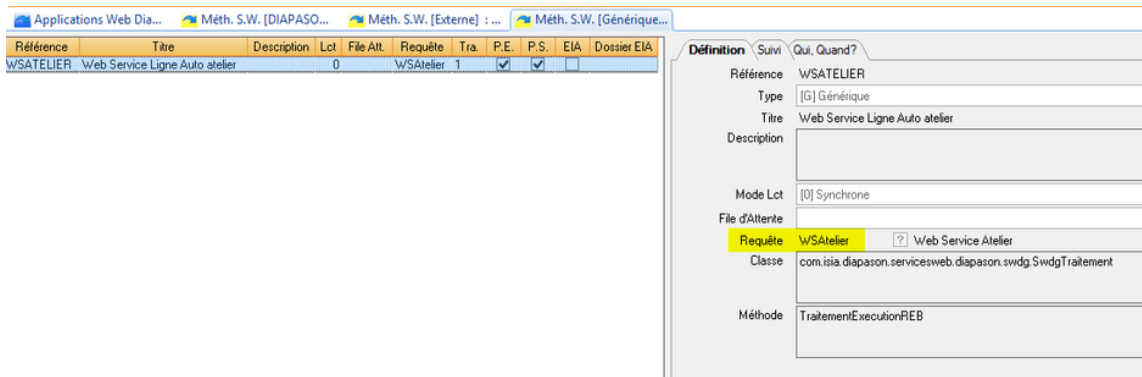 Applications Web Dia... Méth. S.W. [DIAPASO... Méth. S.W. [Externe] : ... Méth. S.W. [Générique...
Référence Titre Description Lct File Att. Requête Tra. P.E. P.S. EIA Dossier EIA
WSATELIER Web Service Ligne Auto atelier 0 WSAtelier 1
Définition Suivi Qui, Quand?
Référence WSATELIER
Type [G] Générique
Titre Web Service Ligne Auto atelier
Description
Mode Lct [0] Synchrone
File d'Attente
Requête WSAtelier ? Web Service Atelier
Classe com.isia.diapason.servicesweb.diapason.swdg.SwdgTraitement
Méthode TraitementExecutionREB